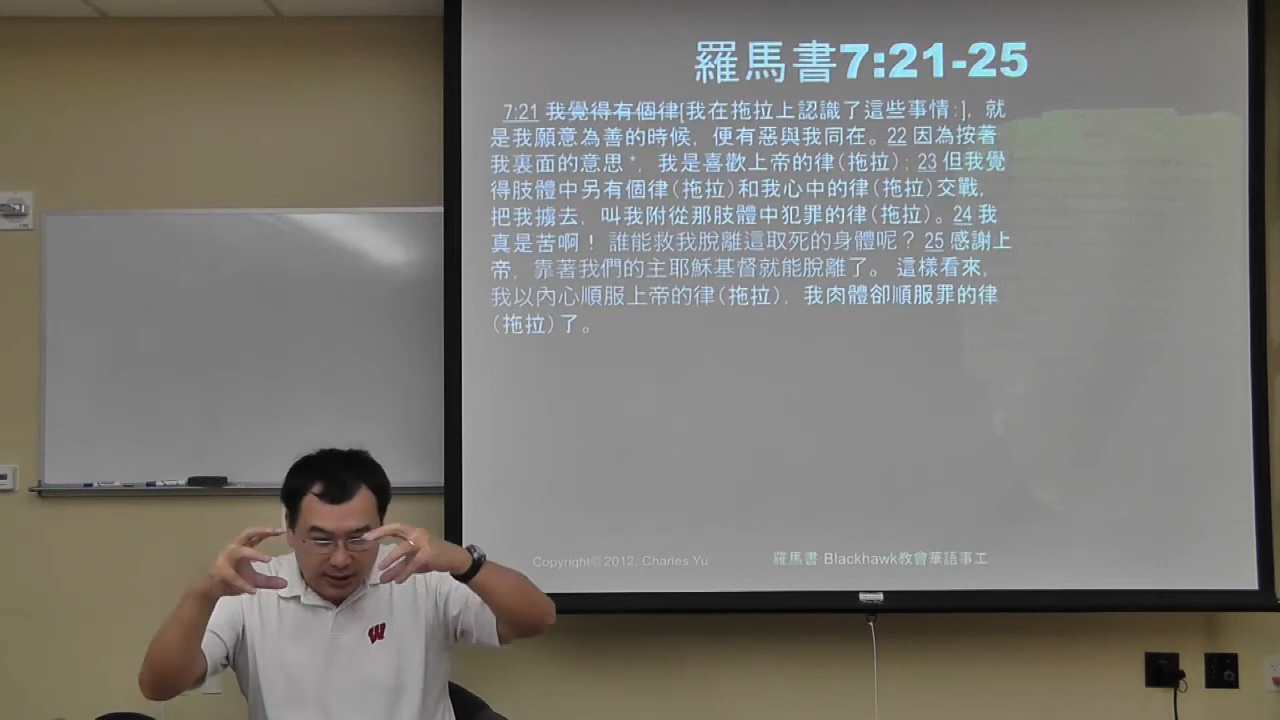 羅馬書7:21-25
7:21 我覺得有個律[我在拖拉上認識了這些事情:]，就
是我願意為善的時候，便有惡與我同在。22 因為按著
我裏面的意思*，我是喜歡上帝的律(拖拉)；23 但我覺
得肢體中另有個律(拖拉)和我心中的律(拖拉)交戰，
把我擄去，叫我附從那肢體中犯罪的律(拖拉)。24 我
真是苦啊！ 誰能救我脫離這取死的身體呢？ 25 感謝上
帝，靠著我們的主耶穌基督就能脫離了。 這樣看來，
我以內心順服上帝的律(拖拉)，我肉體卻順服罪的律
(拖拉)了。
Copyright© 2012, Charles Yu
羅馬書 Blackhawk教會華語事工
W